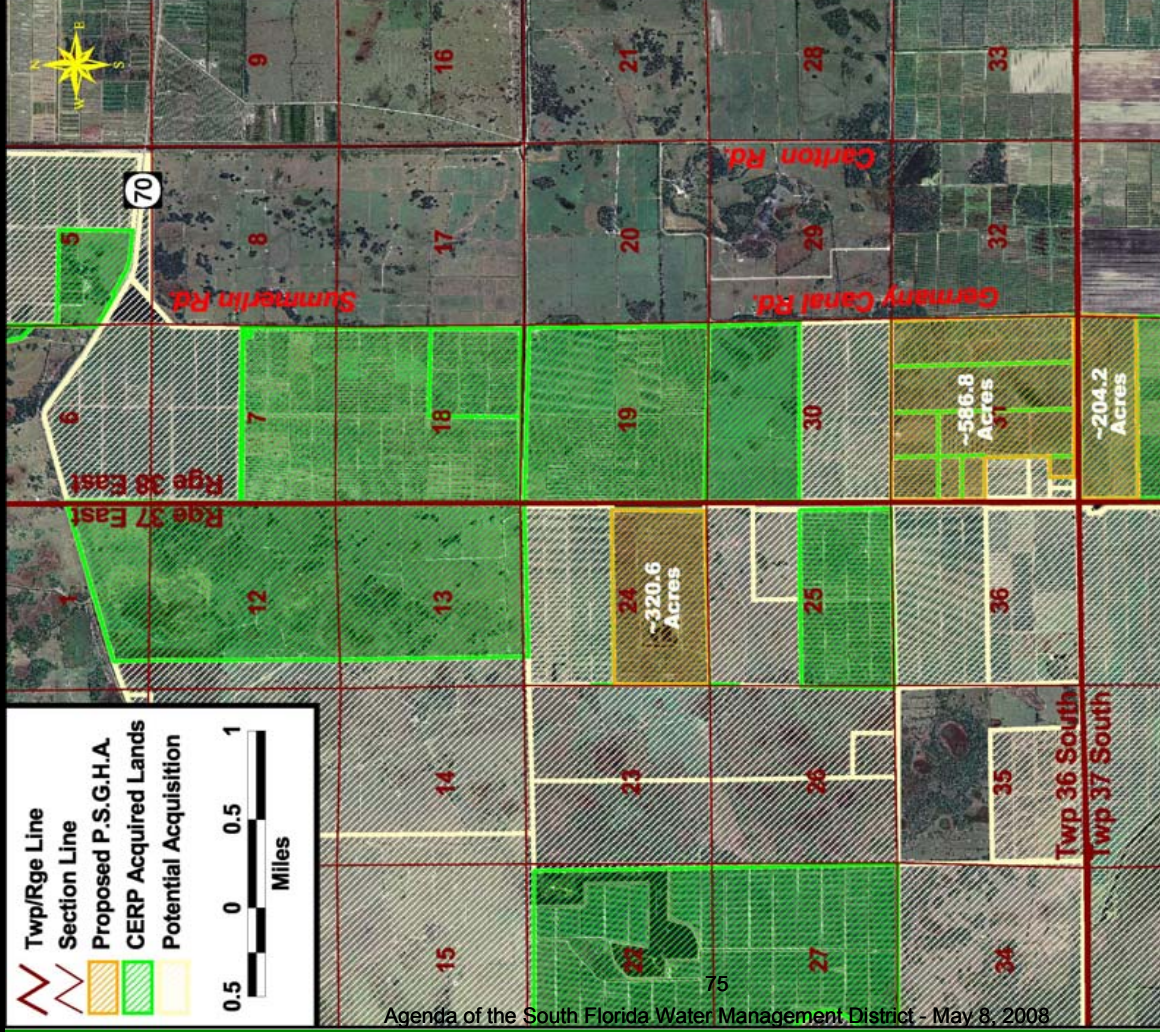 N
E
S
W
Twp/Rge Line
Section Line
Proposed P.S.G.H.A.
CERP Acquired Lands
Potential Acquisition
0.5
0
0.5
1
Miles
70
5
6
1
9
8
7
12
16
17
18
13
14
15
21
20
19
24
23
22
28
29
30
25
26
27
33
32
31
36
35
34
Summerlin Rd.
Carlton Rd.
Germany Canal Rd.
Rge 38 East
Rge 37 East
~320.6
Acres
~586.8
Acres
~204.2
Acres
Twp 36 South
Twp 37 South
75
Agenda of the South Florida Water Management District - May 8, 2008